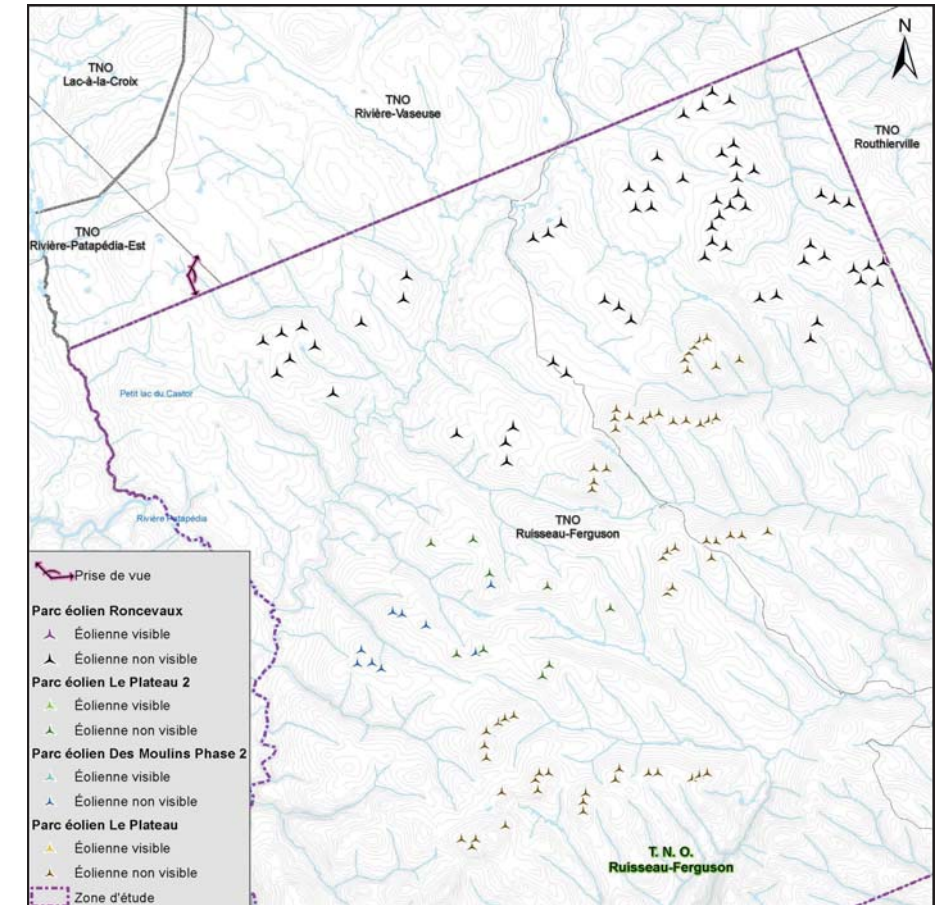 N
TNO
Lac-à-la-Croix
TNO
Rivière-Vaseuse
TNO
Routhierville
TNO
Rivière-Patapédia-Est
Petit lac du Castor
Rivière Patapédia
TNO
Ruisseau-Ferguson
Prise de vue
Parc éolien Roncevaux
Éolienne visible
Éolienne non visible
Parc éolien Le Plateau 2
Éolienne visible
Éolienne non visible
Parc éolien Des Moulins Phase 2
Éolienne visible
Éolienne non visible
Parc éolien Le Plateau
Éolienne visible
Éolienne non visible
Zone d'étude
T. N. O.
Ruisseau-Ferguson